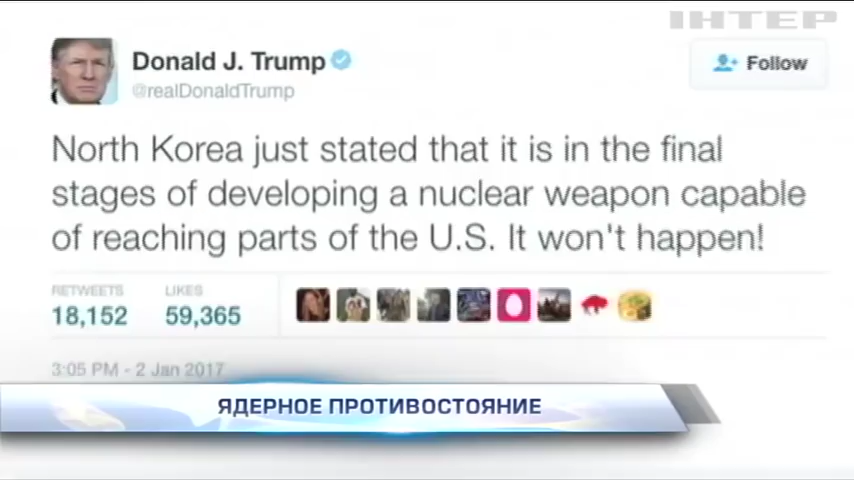 ІНТЕР
Donald J. Trump
@realDonaldTrump
Follow
North Korea just stated that it is in the final
stages of developing a nuclear weapon capable
of reaching parts of the U.S. It won't happen!
RETWEETS
18,152
LIKES
59,365
3:05 PM - 2 Jan 2017
ЯДЕРНОЕ ПРОТИВОСТОЯНИЕ